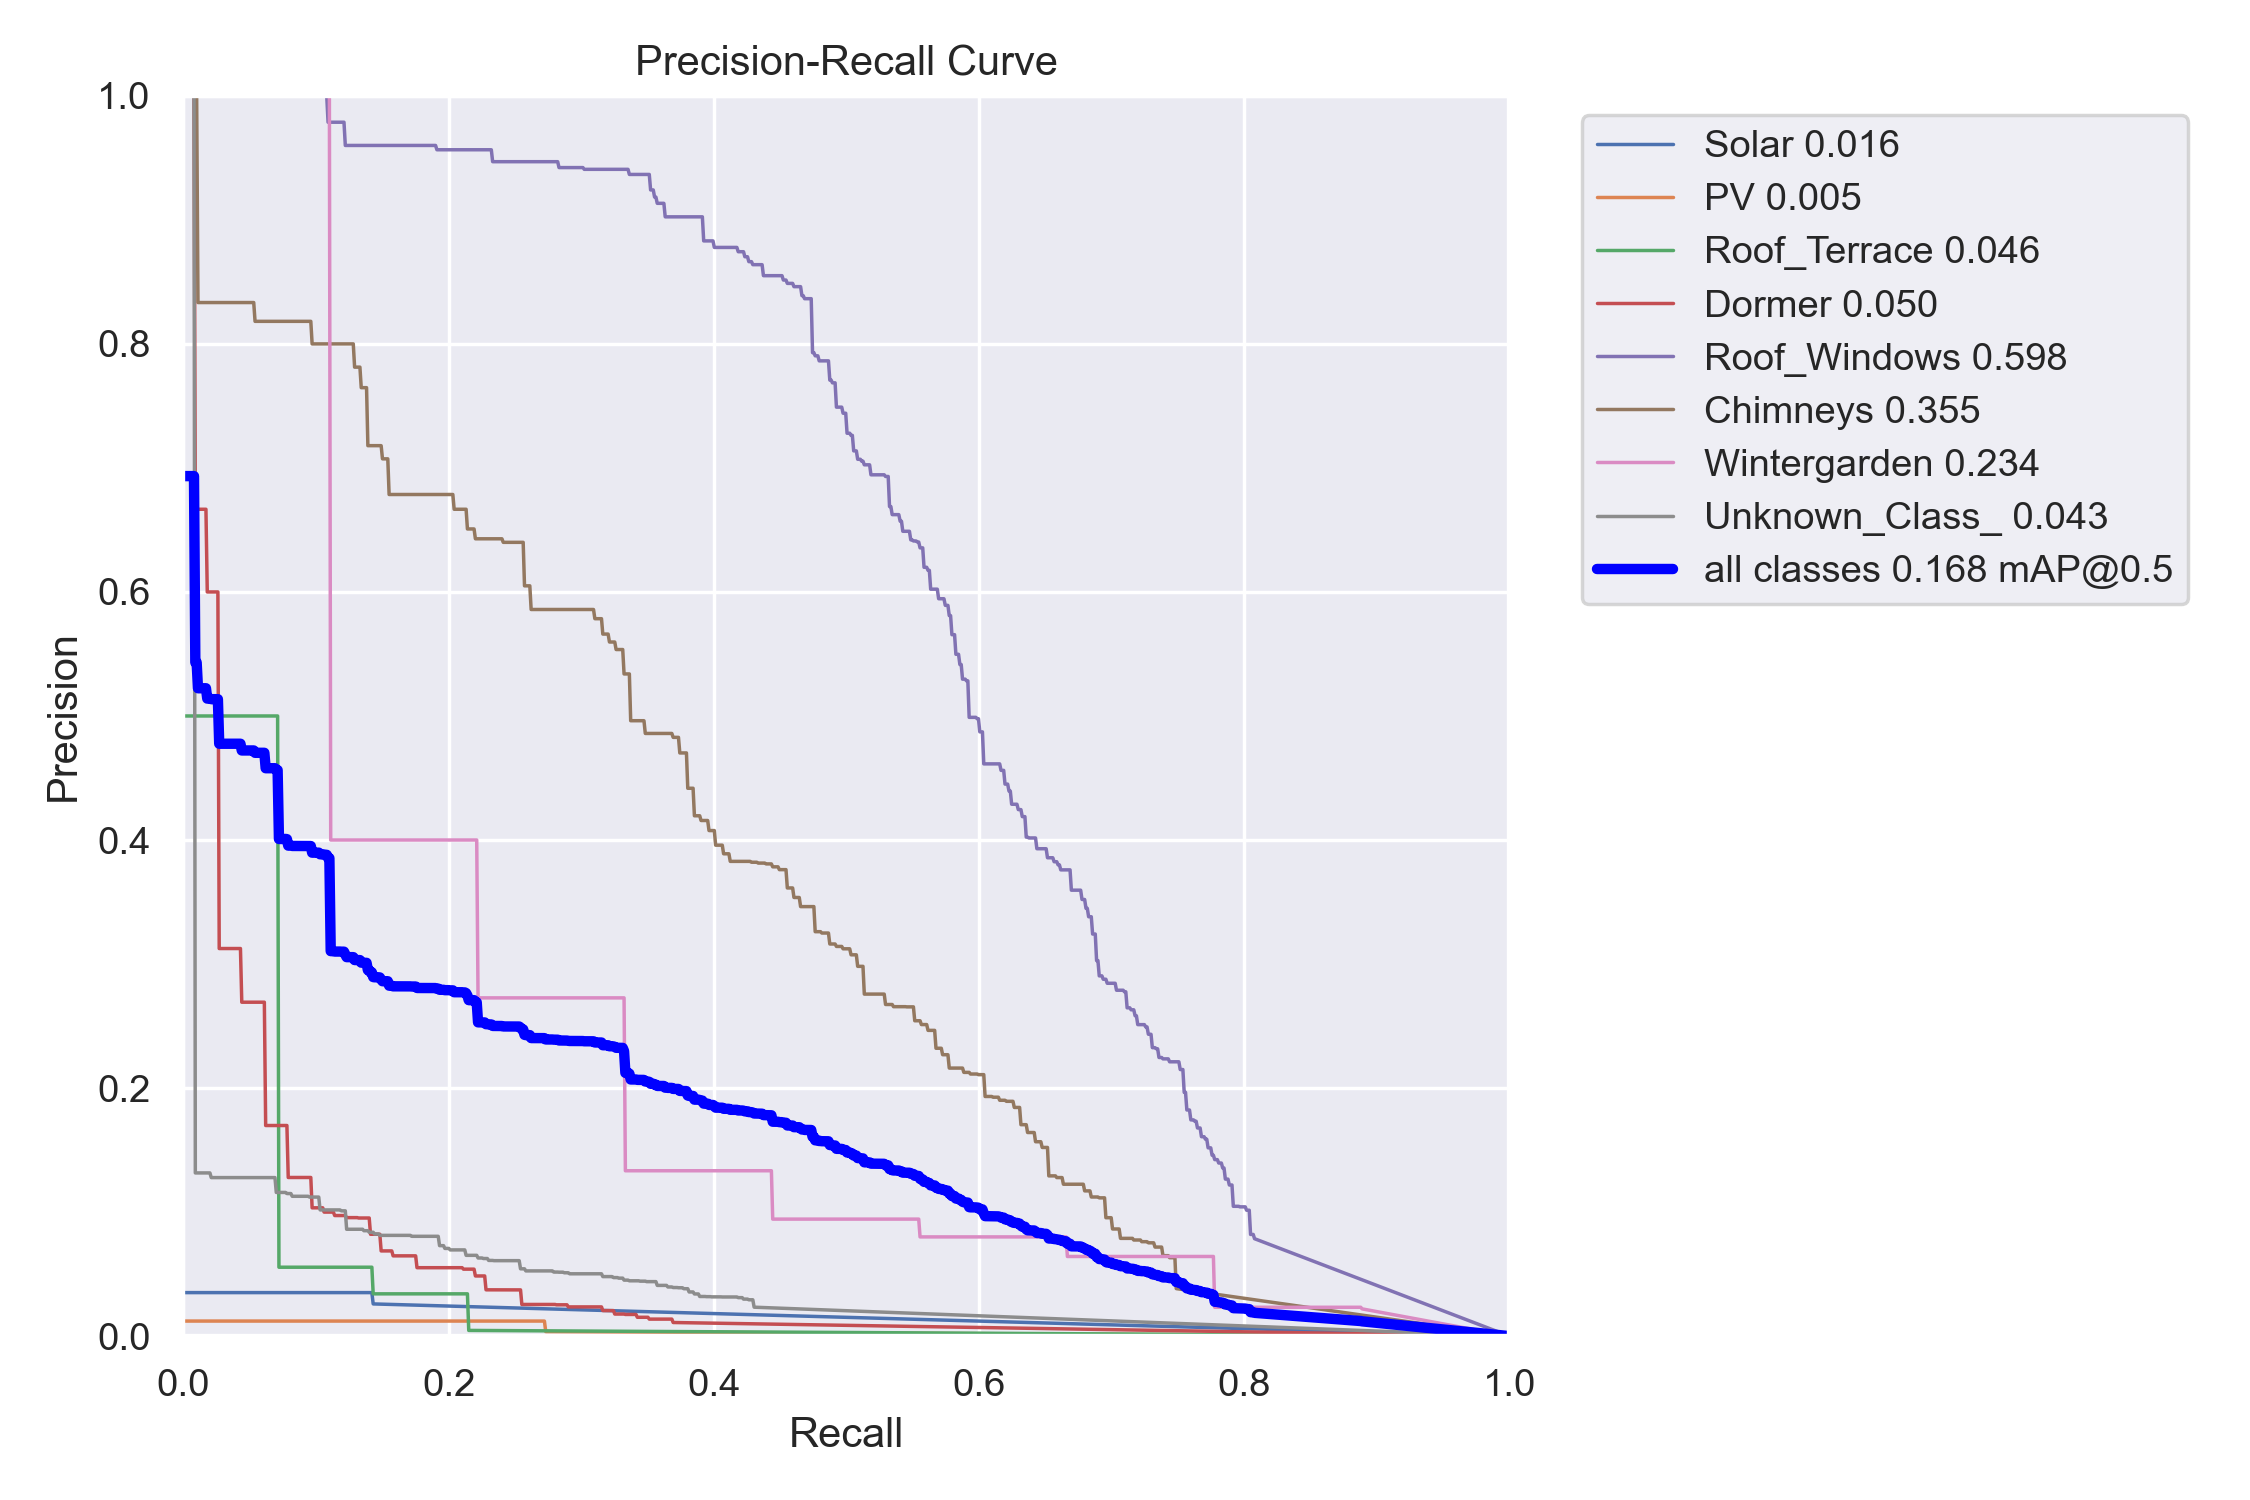 Precision-Recall Curve
1.0
0.8
0.6
0.4
0.2
0.0
Precision
0.0 0.2 0.4 0.6 0.8 1.0
Recall
Solar 0.016
PV 0.005
Roof_Terrace 0.046
Dormer 0.050
Roof_Windows 0.598
Chimneys 0.355
Wintergarden 0.234
Unknown_Class_ 0.043
all classes 0.168 mAP@0.5